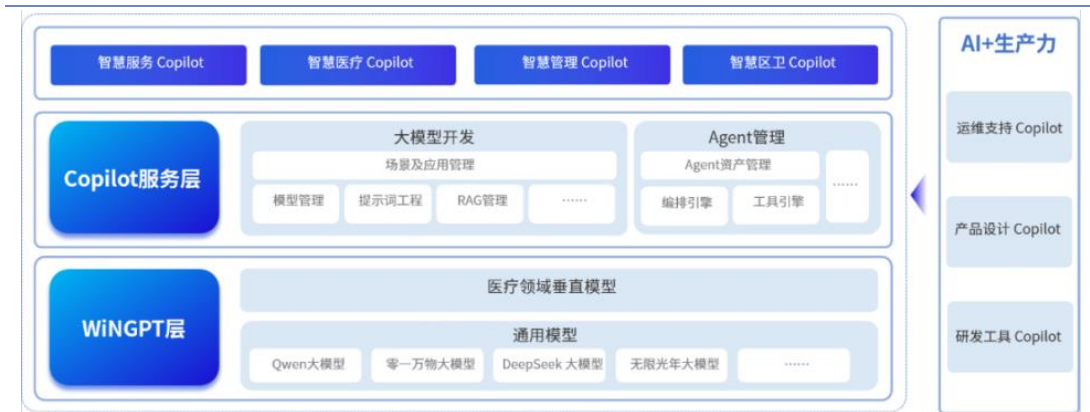 智慧服务 Copilot
智慧医疗 Copilot
智慧管理 Copilot
智慧区卫 Copilot
Copilot服务层
大模型开发
场景及应用管理
模型管理
提示词工程
RAG管理
······
Agent管理
Agent资产管理
编排引擎
工具引擎
······
WiNGPT层
医疗领域垂直模型
通用模型
Qwen大模型
零一万物大模型
DeepSeek 大模型
无限光年大模型
······
AI+生产力
运维支持 Copilot
产品设计 Copilot
研发工具 Copilot